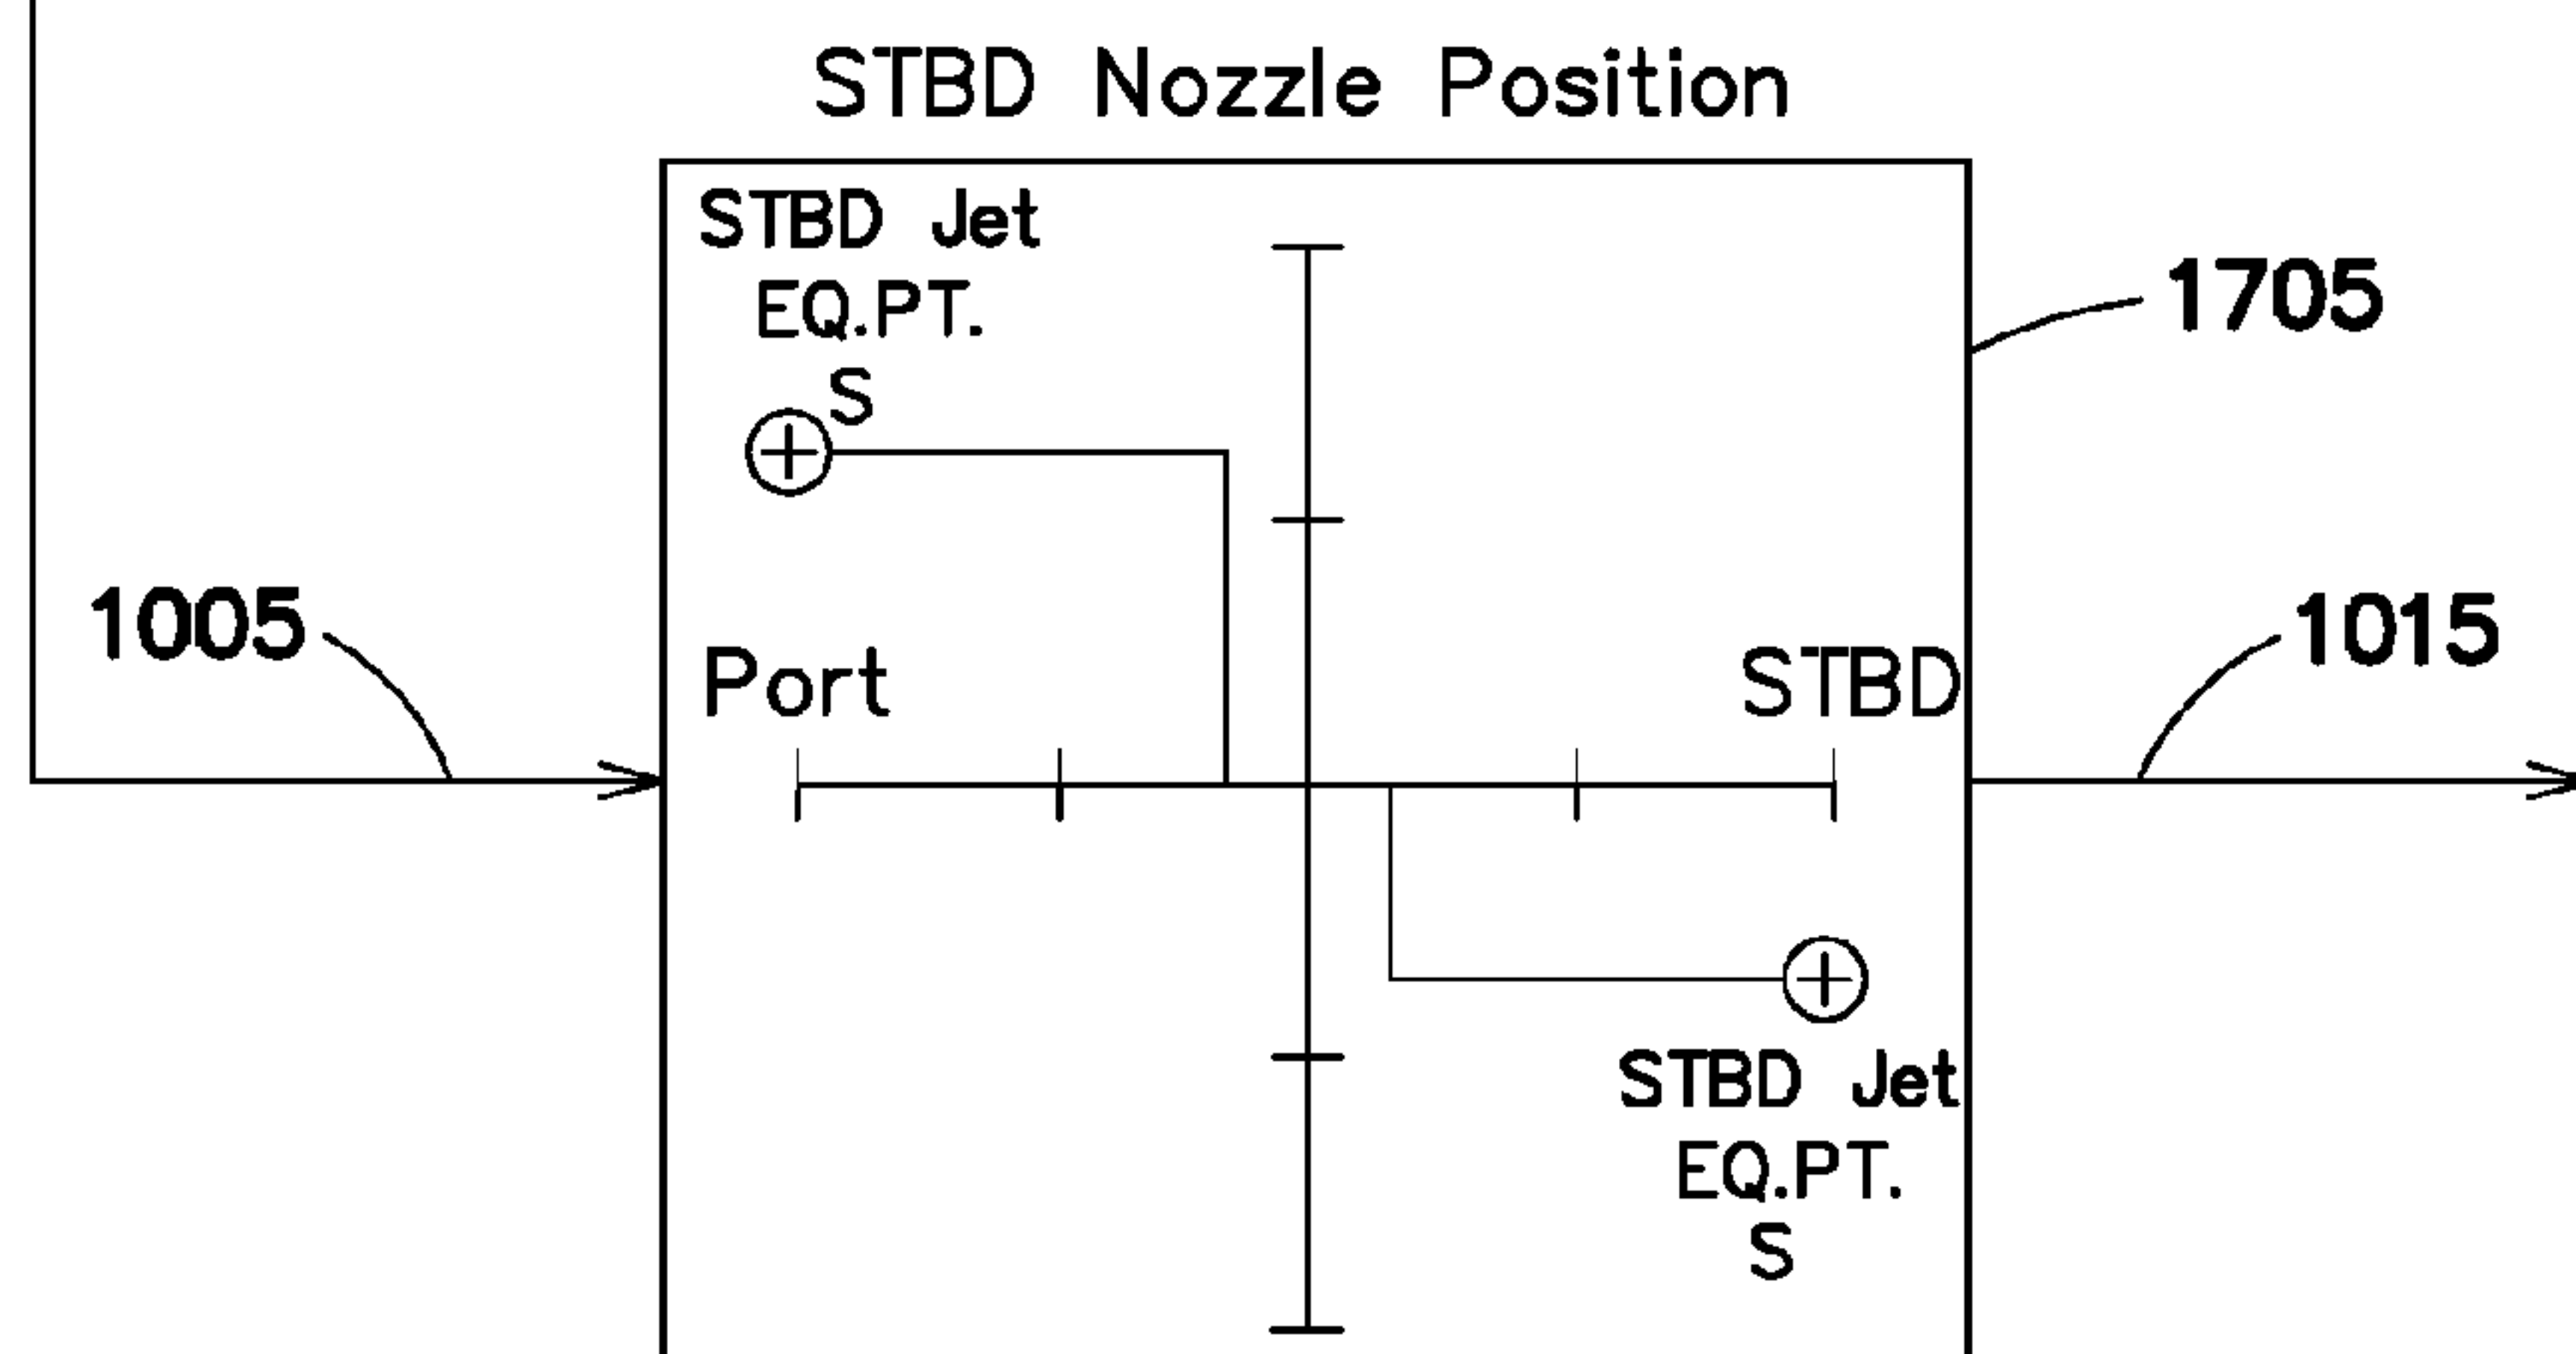 STBD Nozzle Position
STBD Jet
EQ.PT.
S
1705
1005
Port
STBD
1015
STBD Jet
EQ.PT.
S